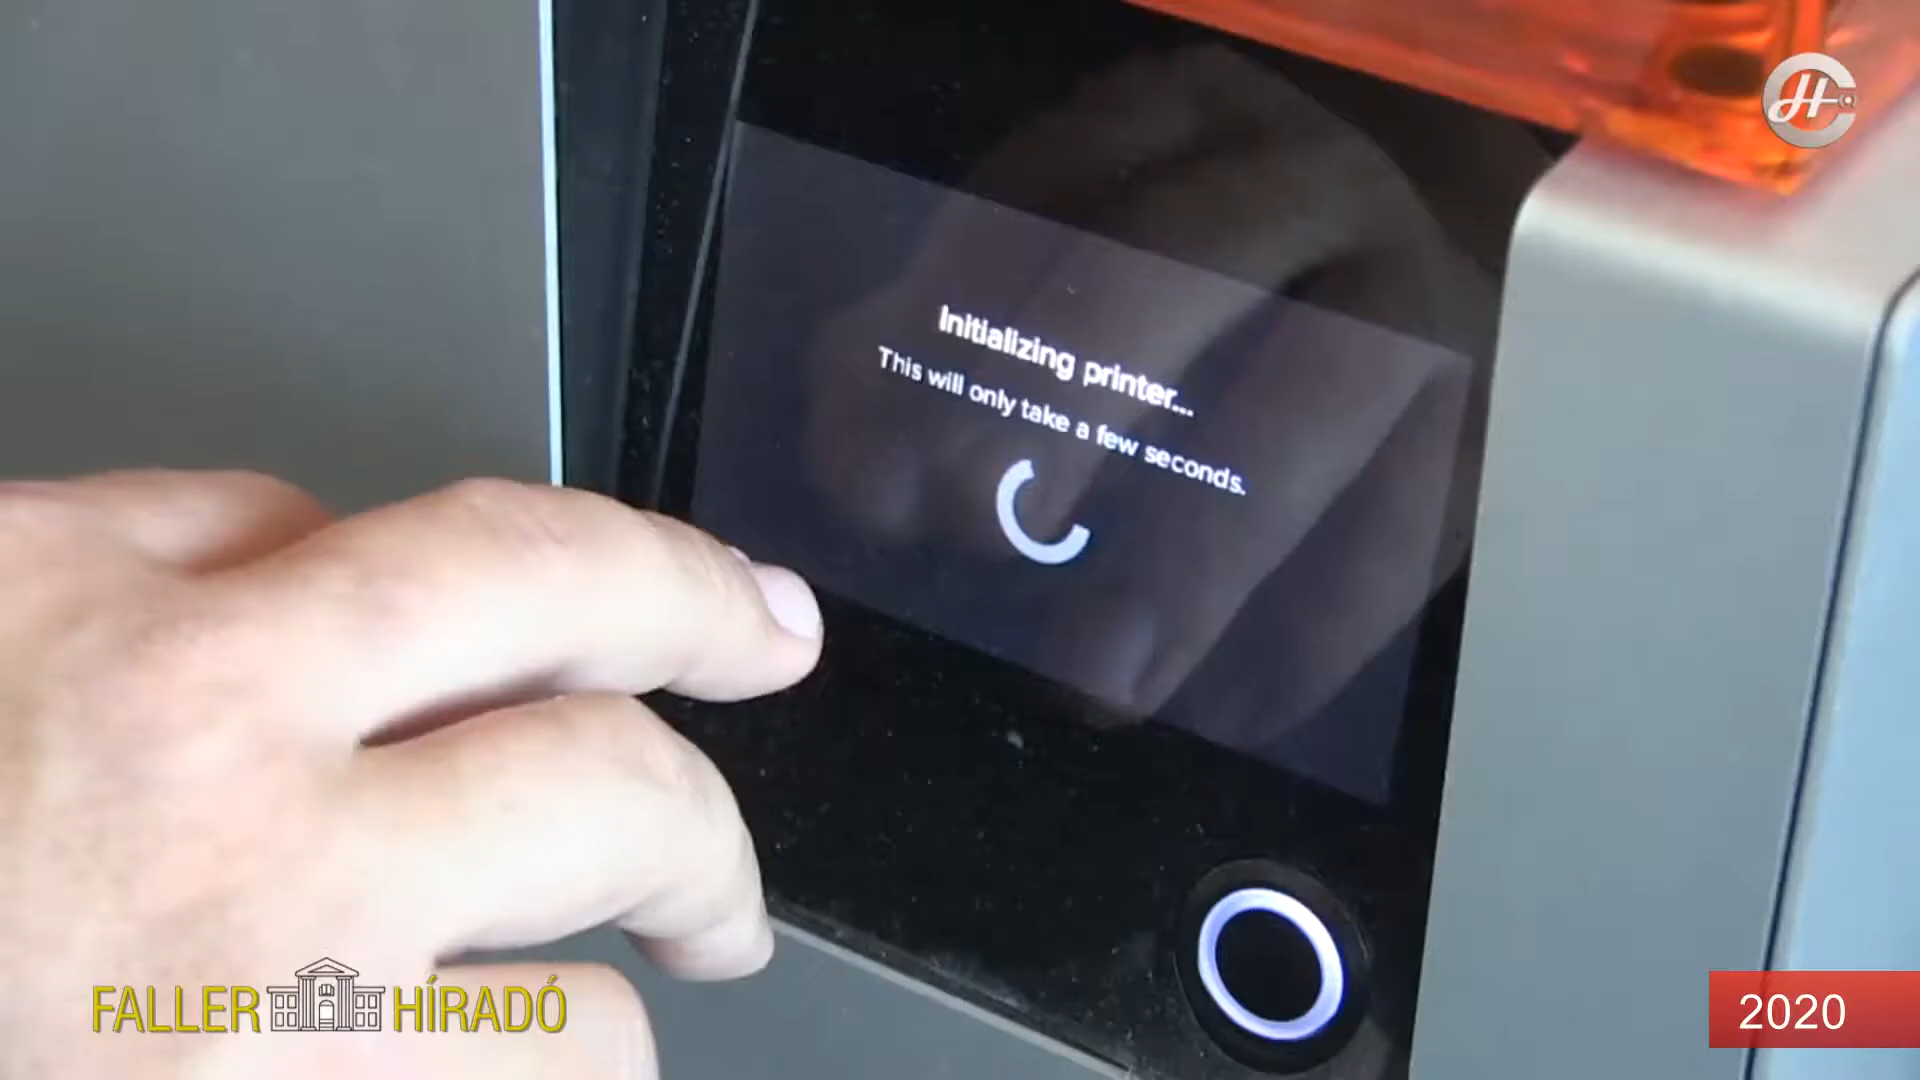 Initializing printer...
This will only take a few seconds.
FALLER HÍRADÓ
2020